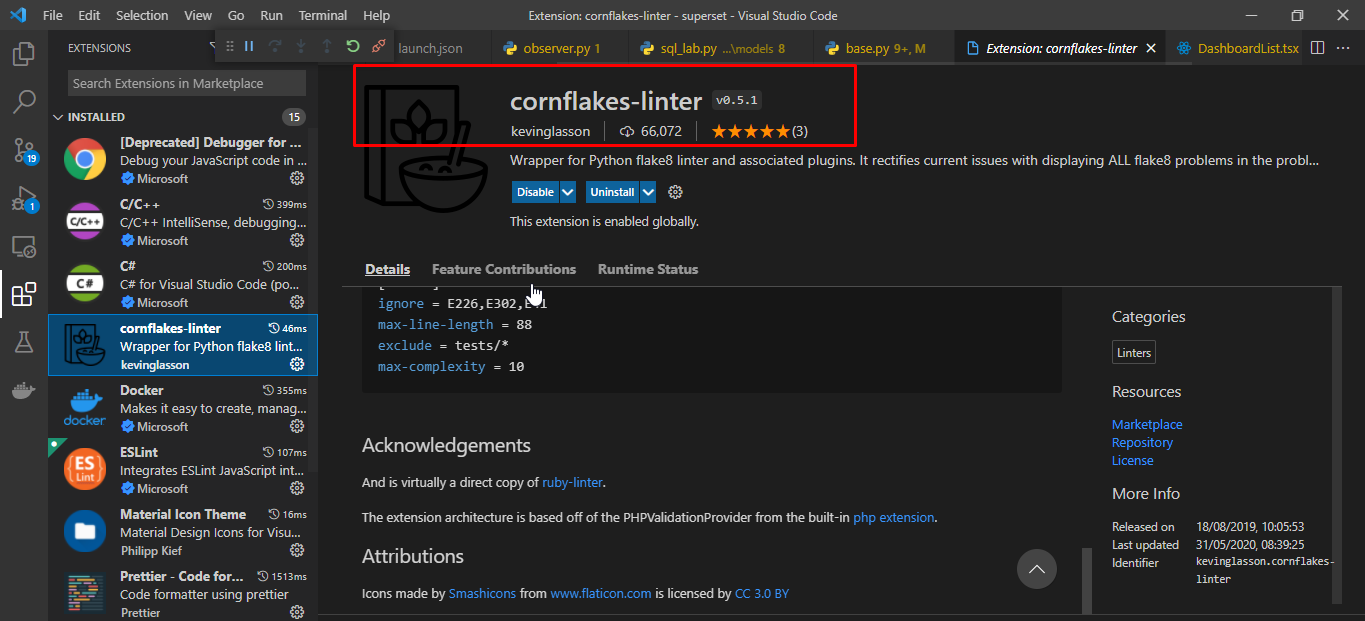 File Edit Selection View Go Run Terminal Help Extension: cornflakes-linter - superset - Visual Studio Code
EXTENSIONS launch.json observer.py 1 sql_lab.py ...\models 8 base.py 9+, M Extension: cornflakes-linter DashboardList.tsx
Search Extensions in Marketplace
INSTALLED 15
[Deprecated] Debugger for ...
Debug your JavaScript code in ...
Microsoft
C/C++ 399ms
C/C++ IntelliSense, debugging...
Microsoft
C# 200ms
C# for Visual Studio Code (po...
Microsoft
cornflakes-linter 46ms
Wrapper for Python flake8 lint...
kevinglasson
Docker 355ms
Makes it easy to create, manag...
Microsoft
ESLint 107ms
Integrates ESLint JavaScript int...
Microsoft
Material Icon Theme 16ms
Material Design Icons for Visu...
Philipp Kief
Prettier - Code for... 1513ms
Code formatter using prettier
Prettier
19
1
C/C++
C#
docker
ES
Lint
cornflakes-linter v0.5.1
kevinglasson 66,072 (3)
Wrapper for Python flake8 linter and associated plugins. It rectifies current issues with displaying ALL flake8 problems in the probl...
Disable Uninstall
This extension is enabled globally.
Details Feature Contributions Runtime Status
ignore = E226,E302,
max-line-length = 88
exclude = tests/*
max-complexity = 10
Acknowledgements
And is virtually a direct copy of ruby-linter.
The extension architecture is based off of the PHPValidationProvider from the built-in php extension.
Attributions
Icons made by Smashicons from www.flaticon.com is licensed by CC 3.0 BY
Categories
Linters
Resources
Marketplace
Repository
License
More Info
Released on 18/08/2019, 10:05:53
Last updated 31/05/2020, 08:39:25
Identifier kevinglasson.cornflakes-
linter